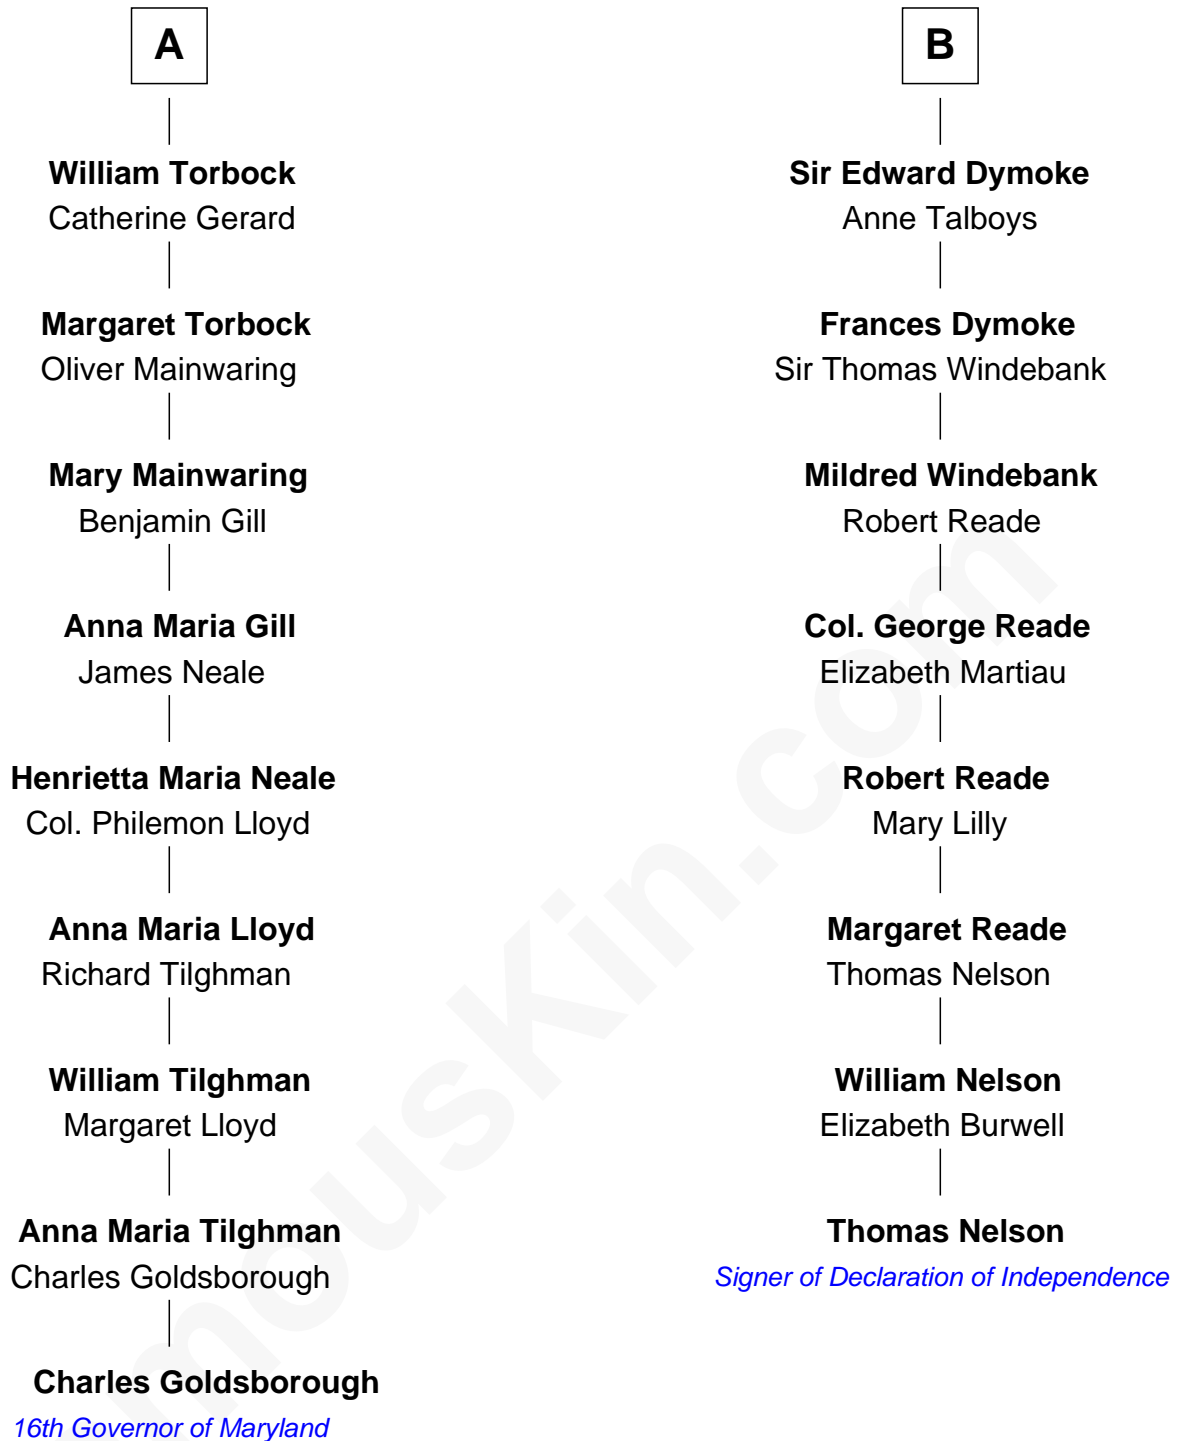 A
William Torbock
Catherine Gerard
Margaret Torbock
Oliver Mainwaring
Mary Mainwaring
Benjamin Gill
Anna Maria Gill
James Neale
Henrietta Maria Neale
Col. Philemon Lloyd
Anna Maria Lloyd
Richard Tilghman
William Tilghman
Margaret Lloyd
Anna Maria Tilghman
Charles Goldsborough
Charles Goldsborough
16th Governor of Maryland
B
Sir Edward Dymoke
Anne Talboys
Frances Dymoke
Sir Thomas Windebank
Mildred Windebank
Robert Reade
Col. George Reade
Elizabeth Martiau
Robert Reade
Mary Lilly
Margaret Reade
Thomas Nelson
William Nelson
Elizabeth Burwell
Thomas Nelson
Signer of Declaration of Independence
mousKin.com